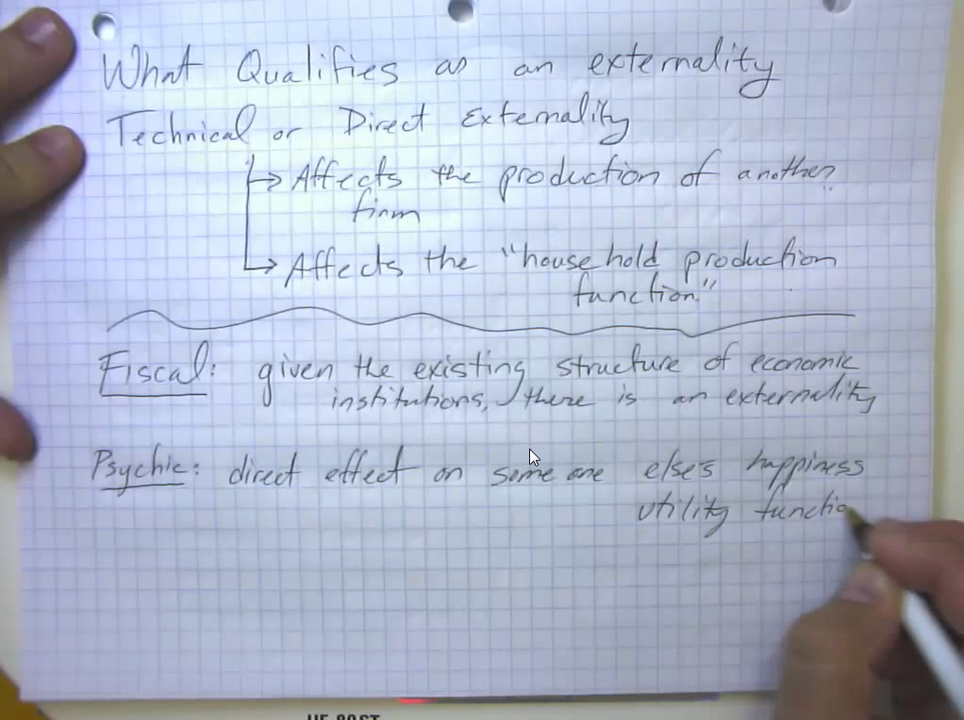 What Qualifies as an externality
Technical or Direct Externality
→ Affects the production of another
firm
→ Affects the "household production
function."
Fiscal: given the existing structure of economic
institutions, there is an externality
Psychic: direct effect on some one else's happiness
utility functio